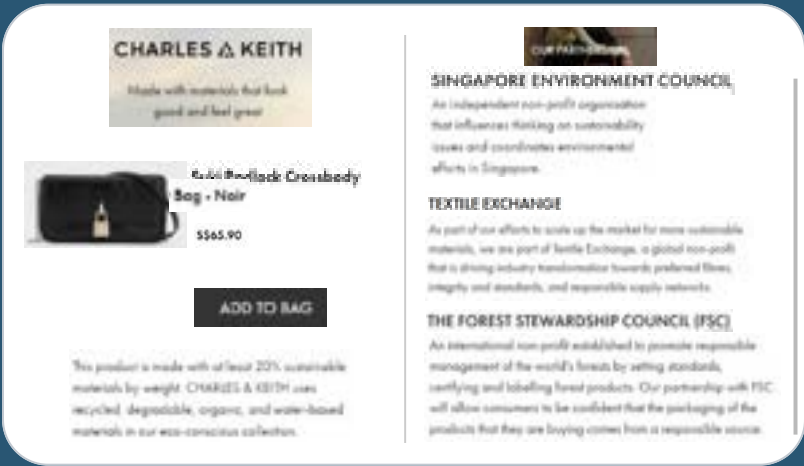 CHARLES & KEITH
Made with materials that look
good and feel great
Padlock Crossbody
Bag - Noir
S$65.90
ADD TO BAG
This product is made with at least 20% sustainable
materials by weight. CHARLES & KEITH uses
recycled, degradable, organic, and water-based
materials in our eco-conscious collection.
OUR PARTNERSHIPS
SINGAPORE ENVIRONMENT COUNCIL
An independent non-profit organisation
that influences thinking on sustainability
issues and coordinates environmental
efforts in Singapore.
TEXTILE EXCHANGE
As part of our efforts to scale up the market for more sustainable
materials, we are part of Textile Exchange, a global non-profit
that is driving industry transformation towards preferred fibres,
integrity and standards, and responsible supply networks.
THE FOREST STEWARDSHIP COUNCIL (FSC)
An international non-profit established to promote responsible
management of the world's forests by setting standards,
certifying and labelling forest products. Our partnership with FSC
will allow consumers to be confident that the packaging of the
products that they are buying comes from a responsible source.